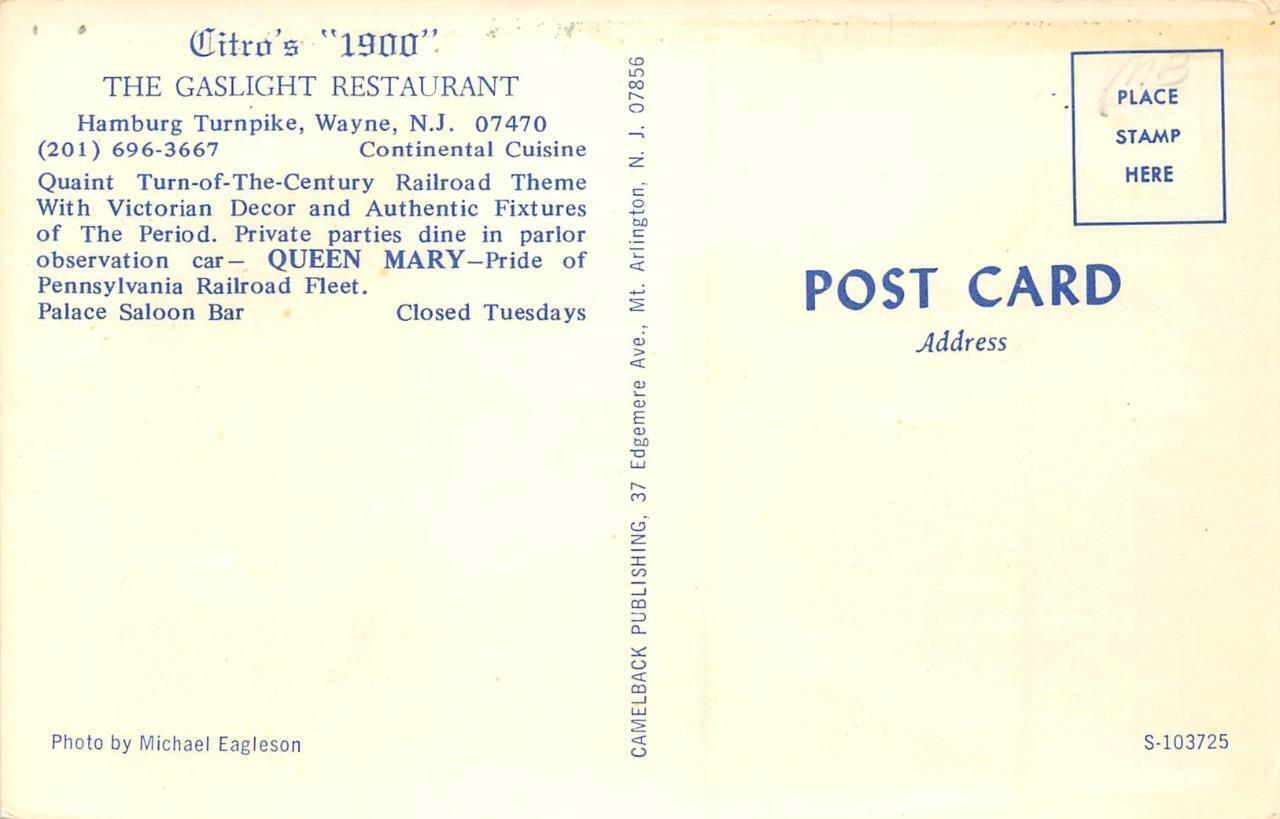 Citro's "1900"
THE GASLIGHT RESTAURANT
Hamburg Turnpike, Wayne, N.J. 07470
(201) 696-3667 Continental Cuisine
Quaint Turn-of-The-Century Railroad Theme
With Victorian Decor and Authentic Fixtures
of The Period. Private parties dine in parlor
observation car— QUEEN MARY—Pride of
Pennsylvania Railroad Fleet.
Palace Saloon Bar Closed Tuesdays
Photo by Michael Eagleson
CAMELBACK PUBLISHING, 37 Edgemere Ave., Mt. Arlington, N. J. 07856
PLACE
STAMP
HERE
POST CARD
Address
S-103725